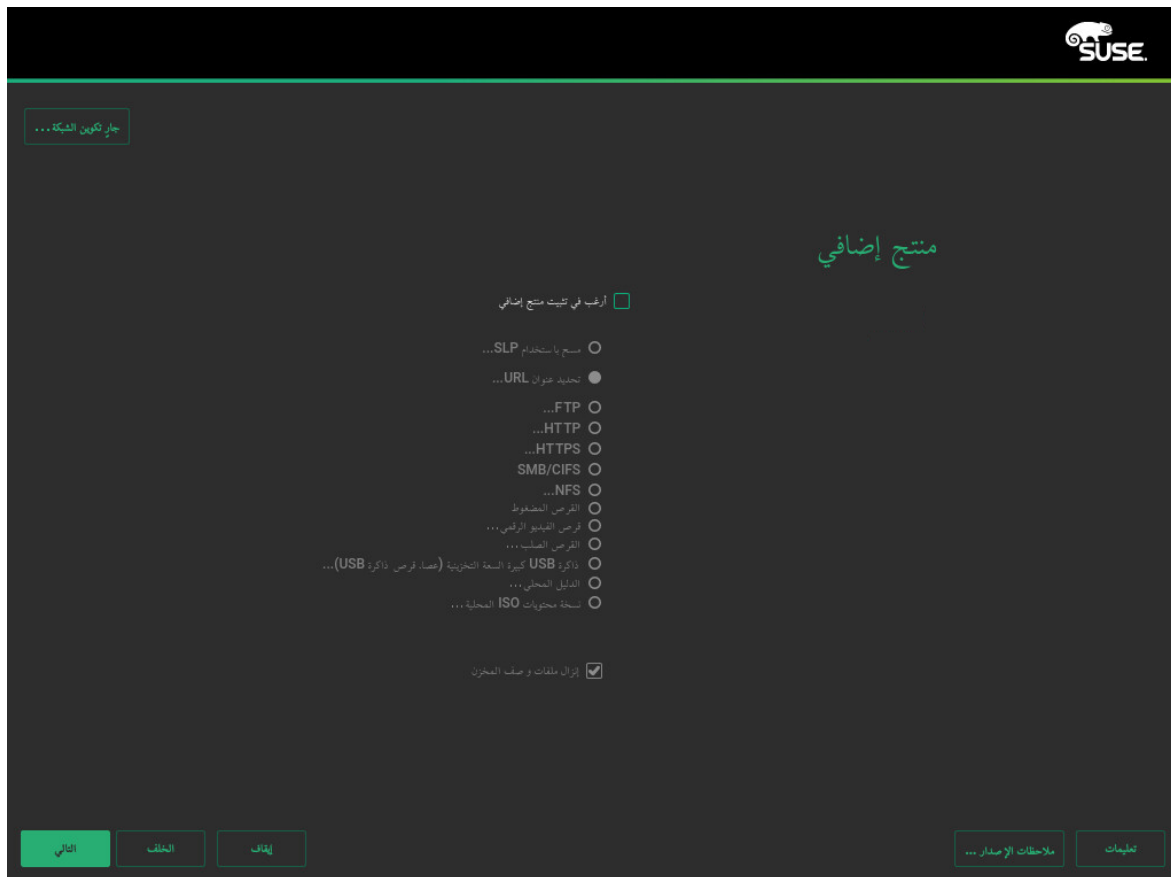 SUSE.
جارٍ تكوين الشبكة...
منتج إضافي
أرغب في تثبيت منتج إضافي
مسح باستخدام SLP...
تحديد عنوان URL...
FTP...
HTTP...
HTTPS...
SMB/CIFS
NFS...
القرص المضغوط
قرص الفيديو الرقمي...
القرص الصلب...
ذاكرة USB كبيرة السعة التخزينية (عصا، قرص ذاكرة USB)...
الدليل المحلي...
نسخة محتويات ISO المحلية...
إنزال ملفات وصف المخزن
تعليمات
ملاحظات الإصدار ...
إيقاف
الخلف
التالي